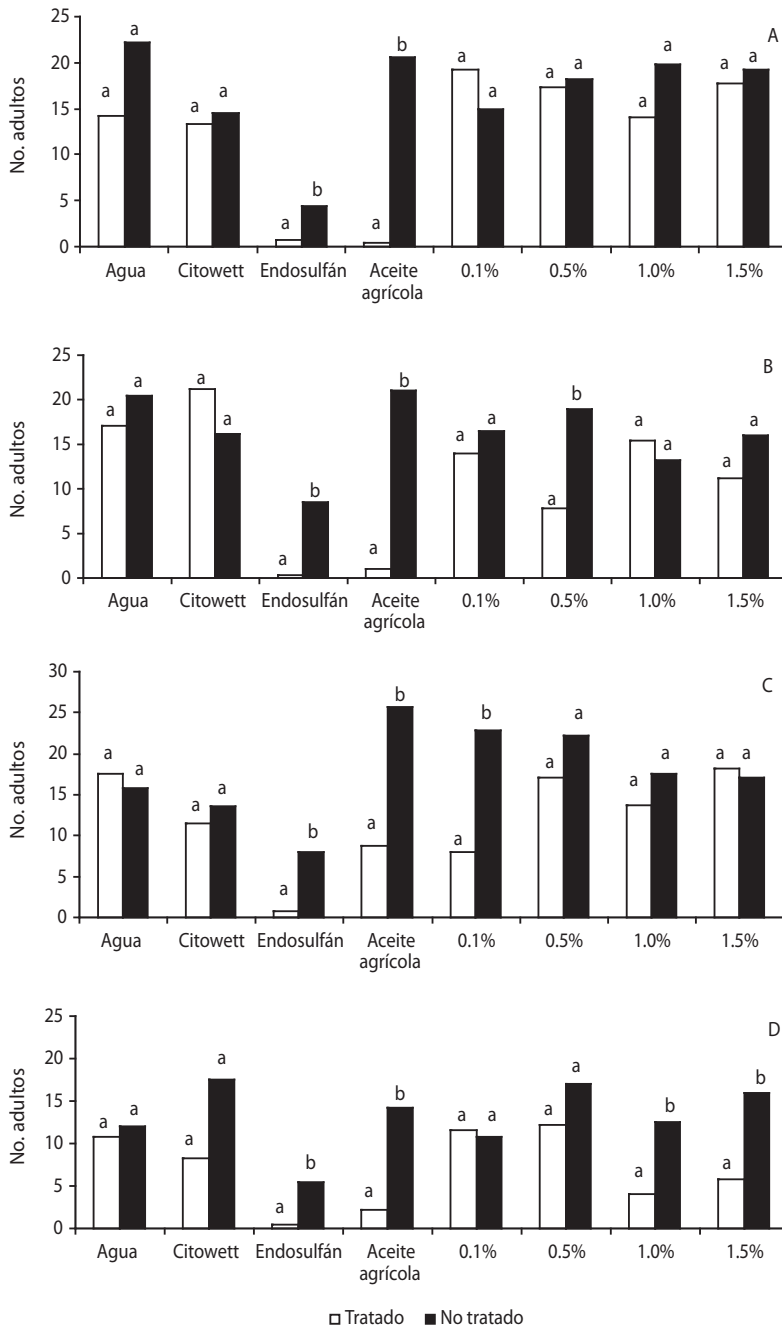 A
No. adultos
25
20
15
10
5
0
a a a a a b a b a a a a a a a a
Agua Citowett Endosulfán Aceite agrícola 0.1% 0.5% 1.0% 1.5%
B
No. adultos
25
20
15
10
5
0
a a a a a b a b a a a b a a a a
Agua Citowett Endosulfán Aceite agrícola 0.1% 0.5% 1.0% 1.5%
C
No. adultos
30
25
20
15
10
5
0
a a a a a b a b a b a a a a a a
Agua Citowett Endosulfán Aceite agrícola 0.1% 0.5% 1.0% 1.5%
D
No. adultos
25
20
15
10
5
0
a a a a a b a b a a a a a b a b
Agua Citowett Endosulfán Aceite agrícola 0.1% 0.5% 1.0% 1.5%
Tratado No tratado